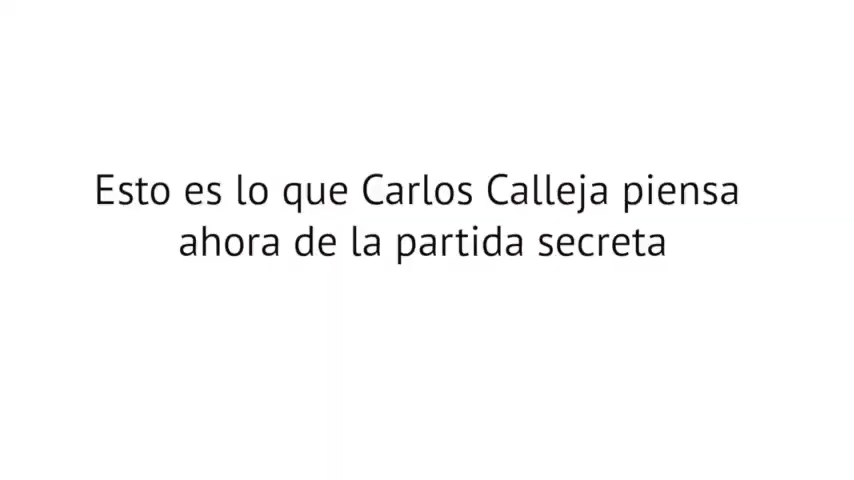 Esto es lo que Carlos Calleja piensa
ahora de la partida secreta